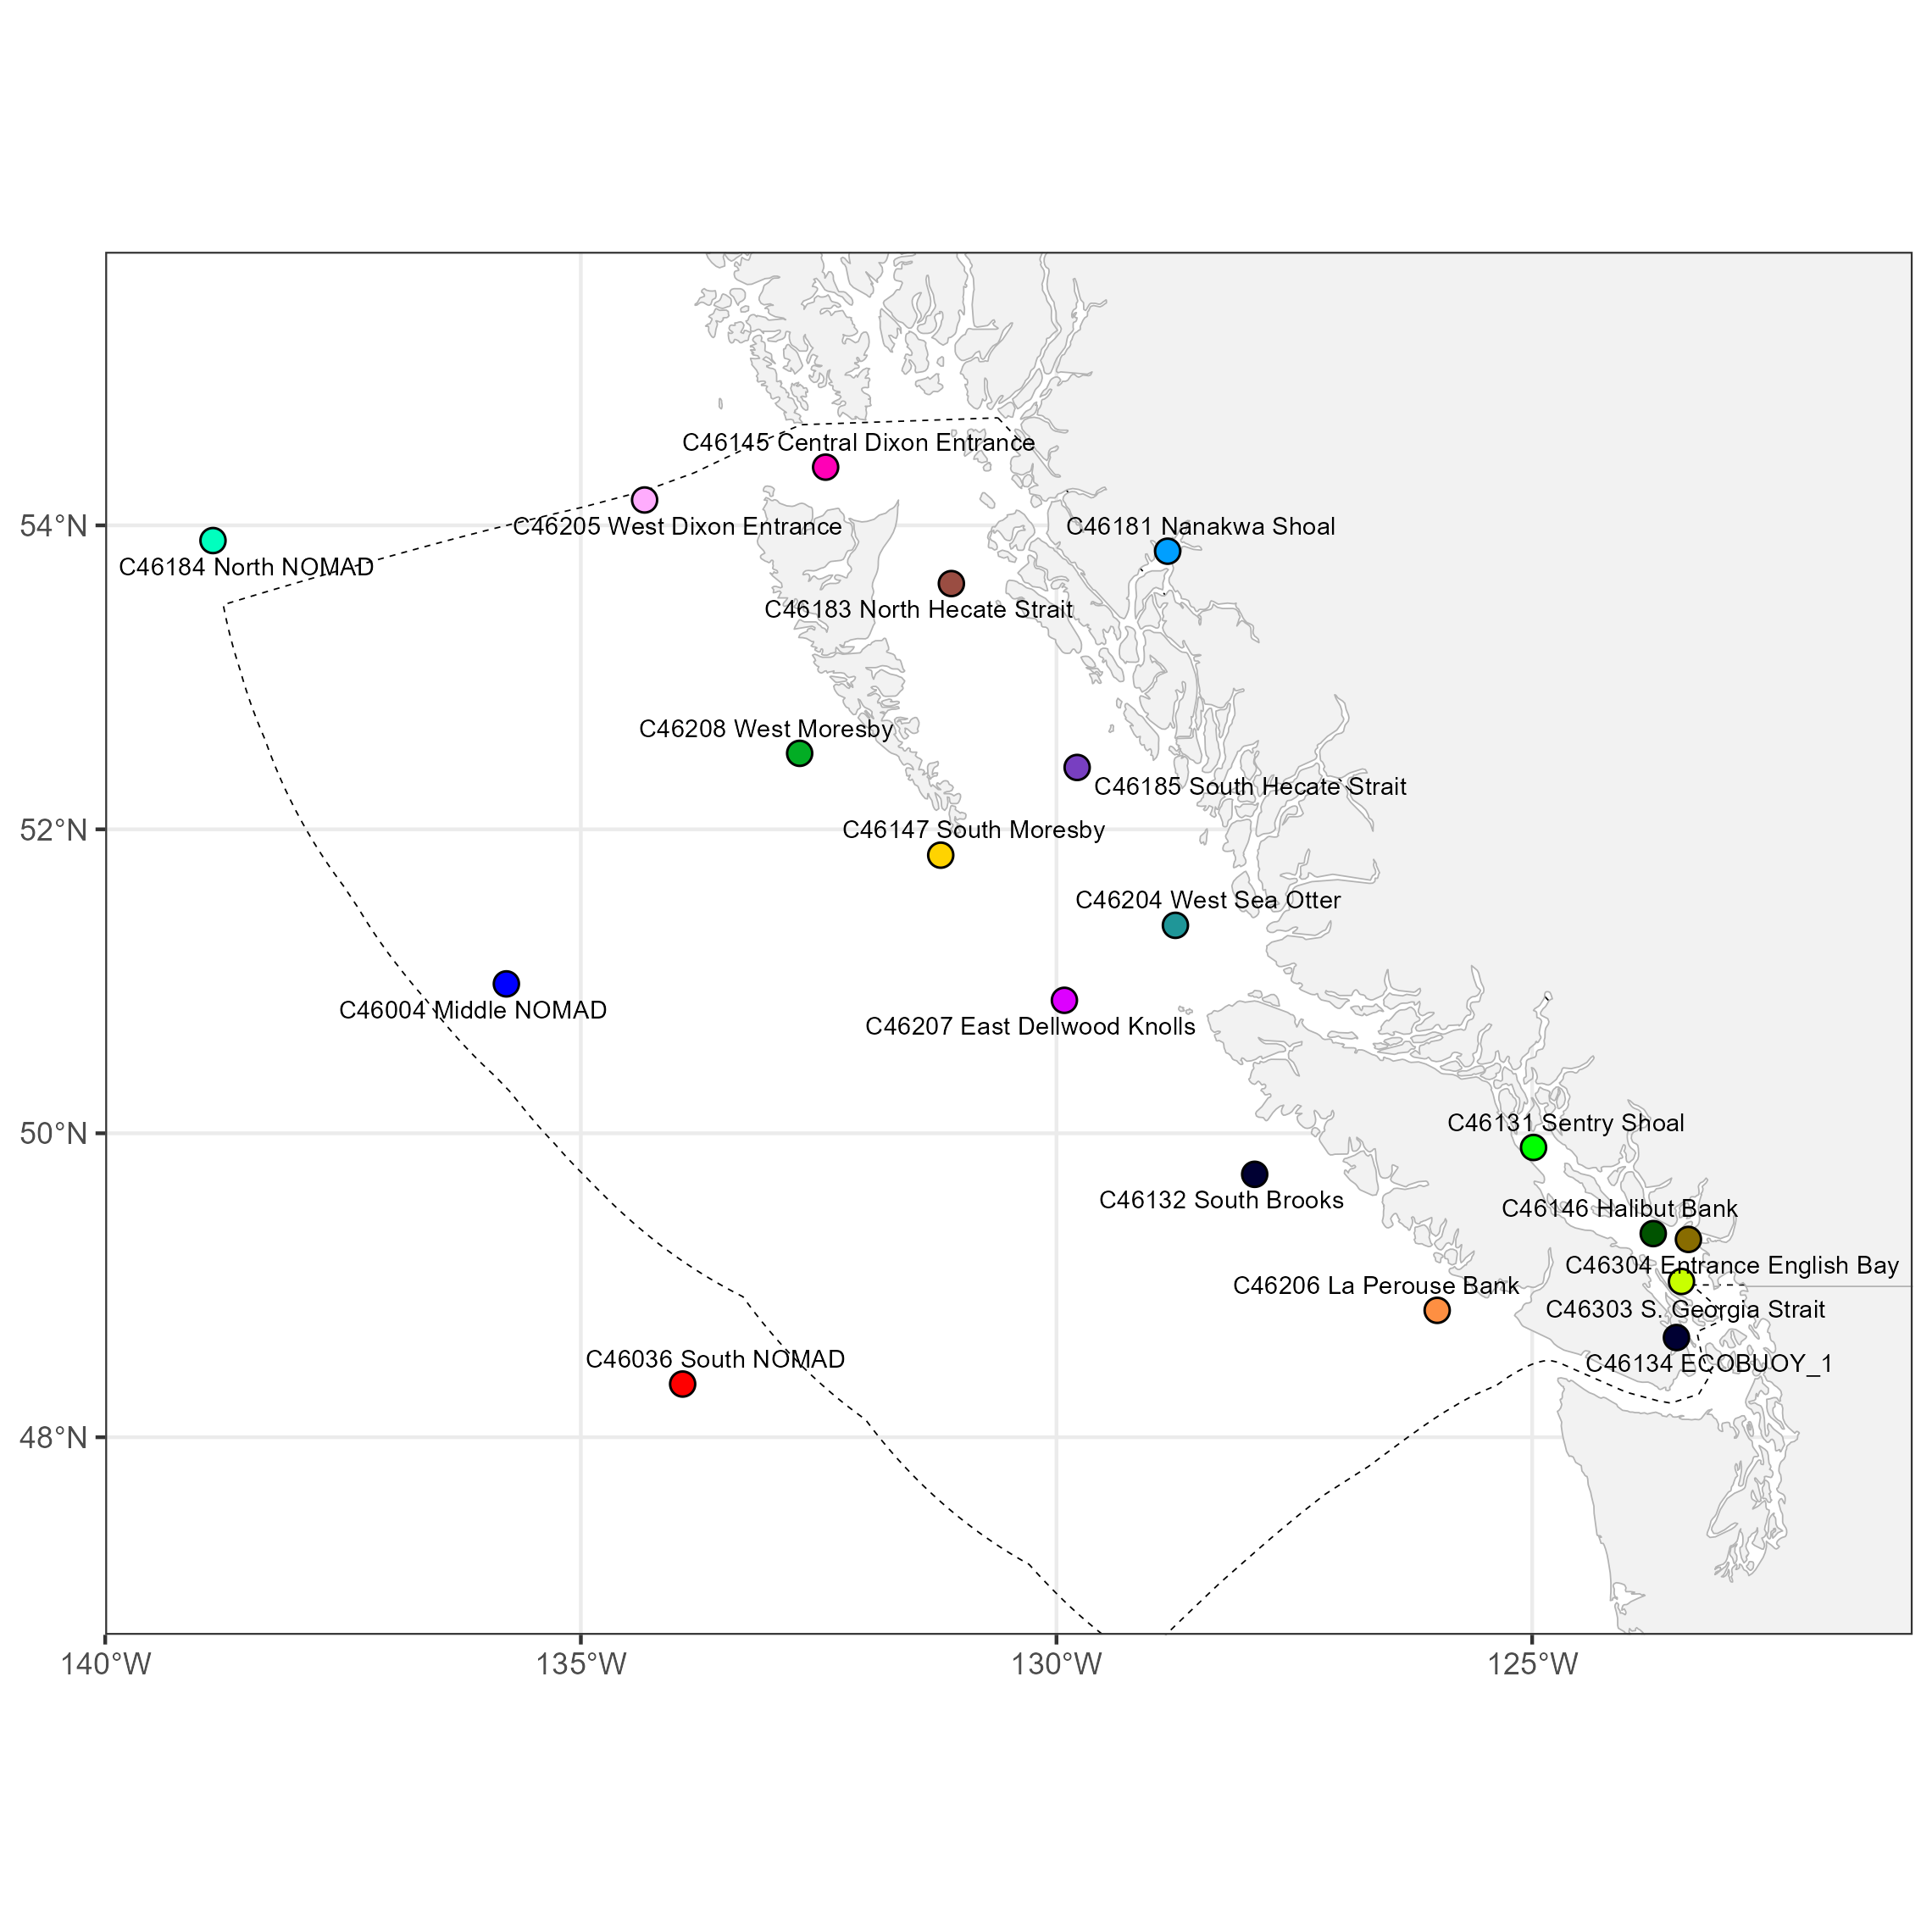 C46145 Central Dixon Entrance
54°N
C46205 West Dixon Entrance
C46181 Nanakwa Shoal
C46184 North NOMAD
C46183 North Hecate Strait
C46208 West Moresby
C46185 South Hecate Strait
52°N
C46147 South Moresby
C46204 West Sea Otter
C46004 Middle NOMAD
C46207 East Dellwood Knolls
50°N
C46131 Sentry Shoal
C46132 South Brooks
C46146 Halibut Bank
C46304 Entrance English Bay
C46206 La Perouse Bank
C46303 S. Georgia Strait
C46036 South NOMAD
C46134 ECOBUOY_1
48°N
140°W
135°W
130°W
125°W